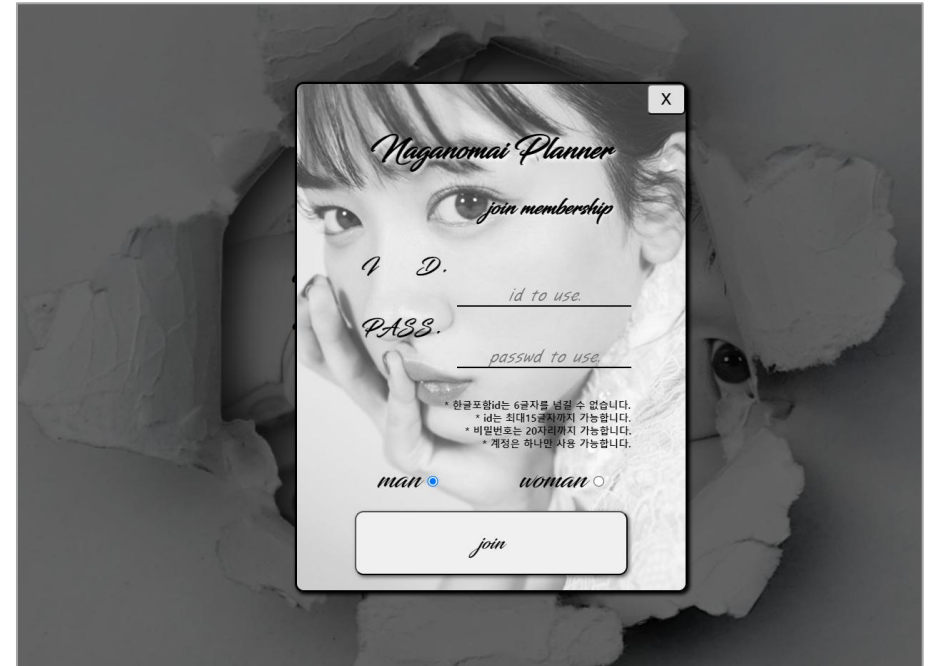 X
Naganomai Planner
join membership
I D.
id to use.
PASS.
passwd to use.
* 한글포함id는 6글자를 넘길 수 없습니다.
* id는 최대15글자까지 가능합니다.
* 비밀번호는 20자리까지 가능합니다.
* 계정은 하나만 사용 가능합니다.
man woman
join